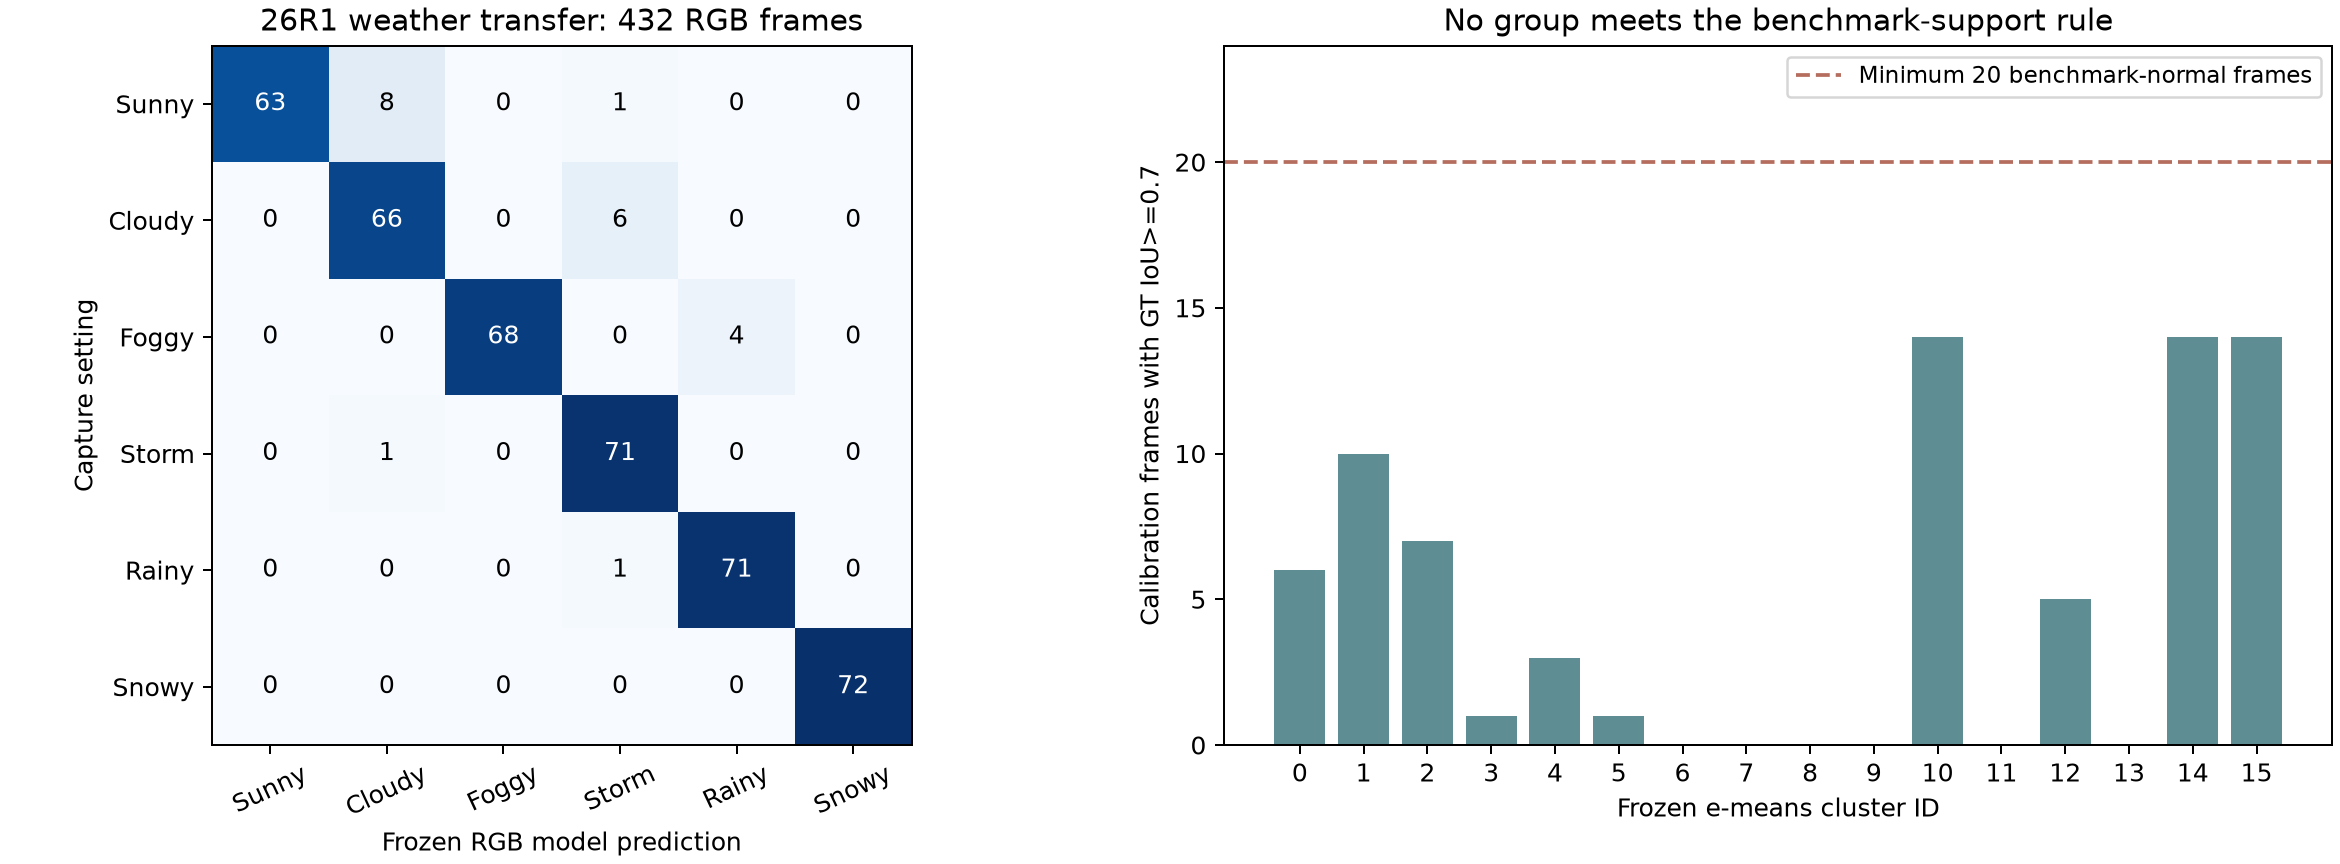 26R1 weather transfer: 432 RGB frames
Capture setting
Sunny 63 8 0 1 0 0
Cloudy 0 66 0 6 0 0
Foggy 0 0 68 0 4 0
Storm 0 1 0 71 0 0
Rainy 0 0 0 1 71 0
Snowy 0 0 0 0 0 72
Sunny Cloudy Foggy Storm Rainy Snowy
Frozen RGB model prediction
No group meets the benchmark-support rule
Minimum 20 benchmark-normal frames
Calibration frames with GT IoU>=0.7
20
15
10
5
0
0 1 2 3 4 5 6 7 8 9 10 11 12 13 14 15
Frozen e-means cluster ID